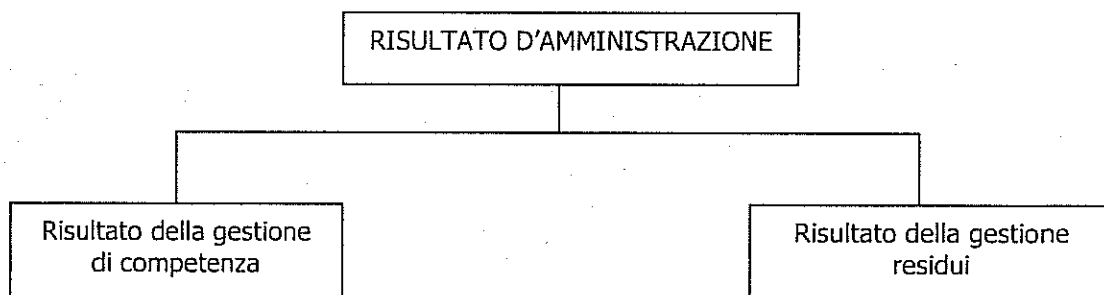 RISULTATO D'AMMINISTRAZIONE
Risultato della gestione
di competenza
Risultato della gestione
residui